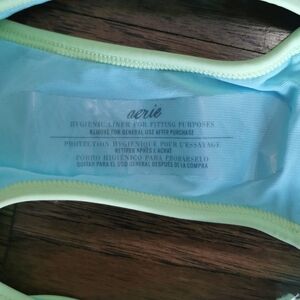 aerie
HYGIENIC LINER FOR FITTING PURPOSES
REMOVE FOR GENERAL USE AFTER PURCHASE
PROTECTION HYGIENIQUE POUR L'ESSAYAGE
RETIRER APRÈS L'ACHAT
FORRO HIGIÉNICO PARA PROBARSELO
QUITAR PARA EL USO GENERAL DESPUÉS DE LA COMPRA